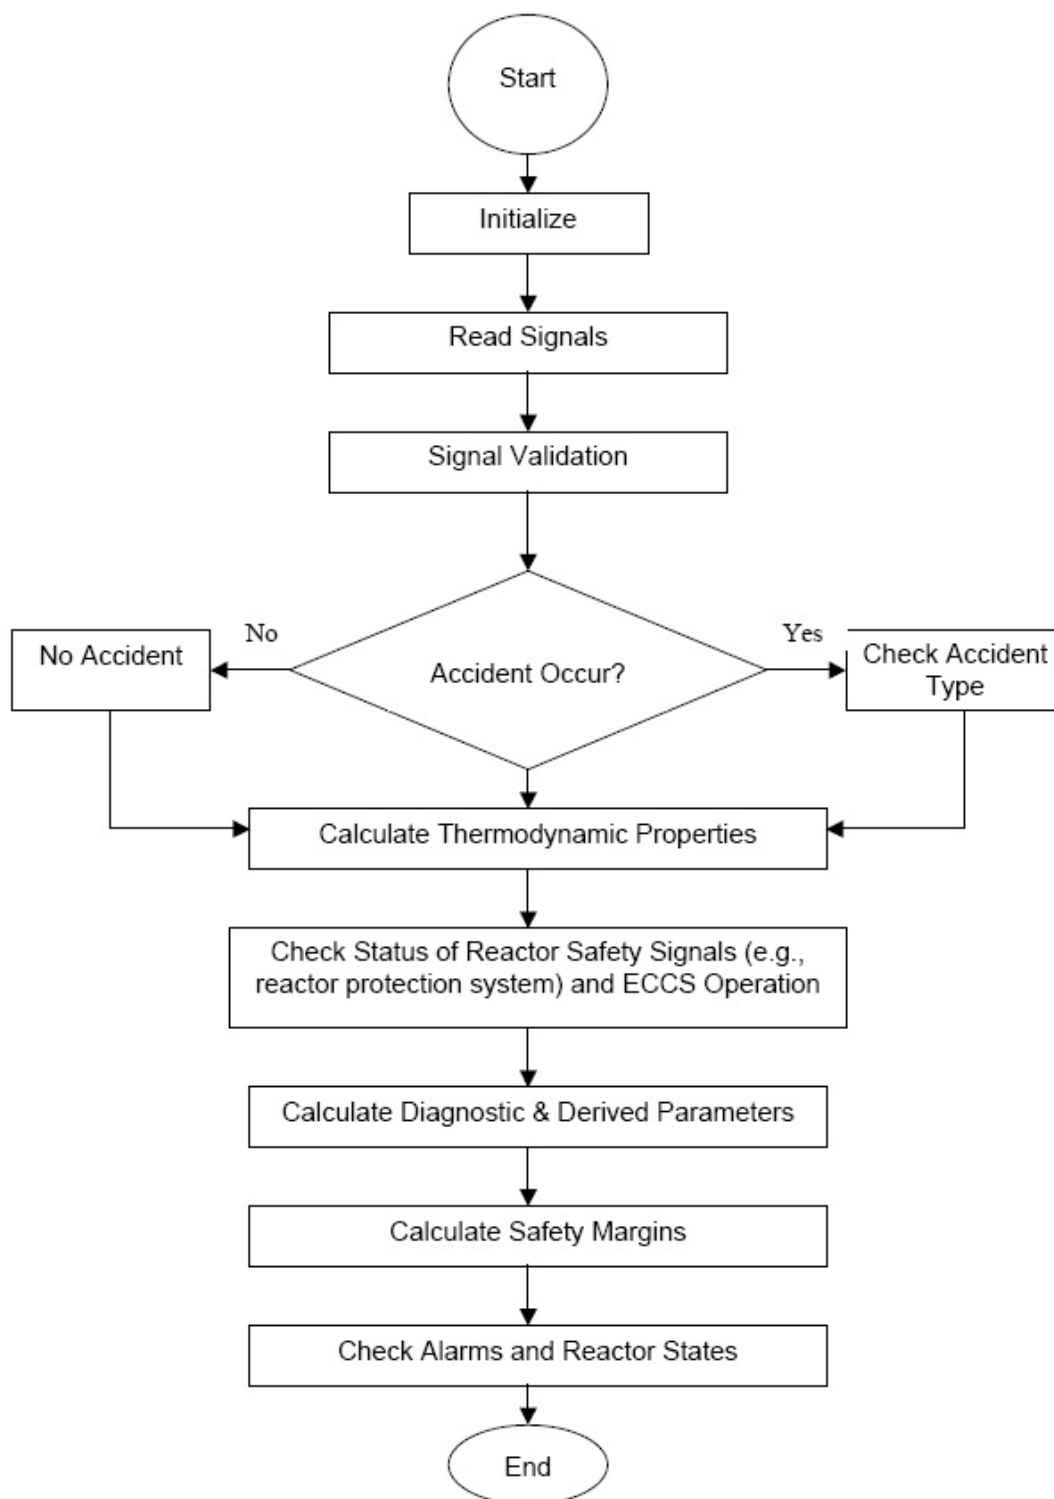 Start
Initialize
Read Signals
Signal Validation
No
Yes
No Accident
Accident Occur?
Check Accident
Type
Calculate Thermodynamic Properties
Check Status of Reactor Safety Signals (e.g.,
reactor protection system) and ECCS Operation
Calculate Diagnostic & Derived Parameters
Calculate Safety Margins
Check Alarms and Reactor States
End